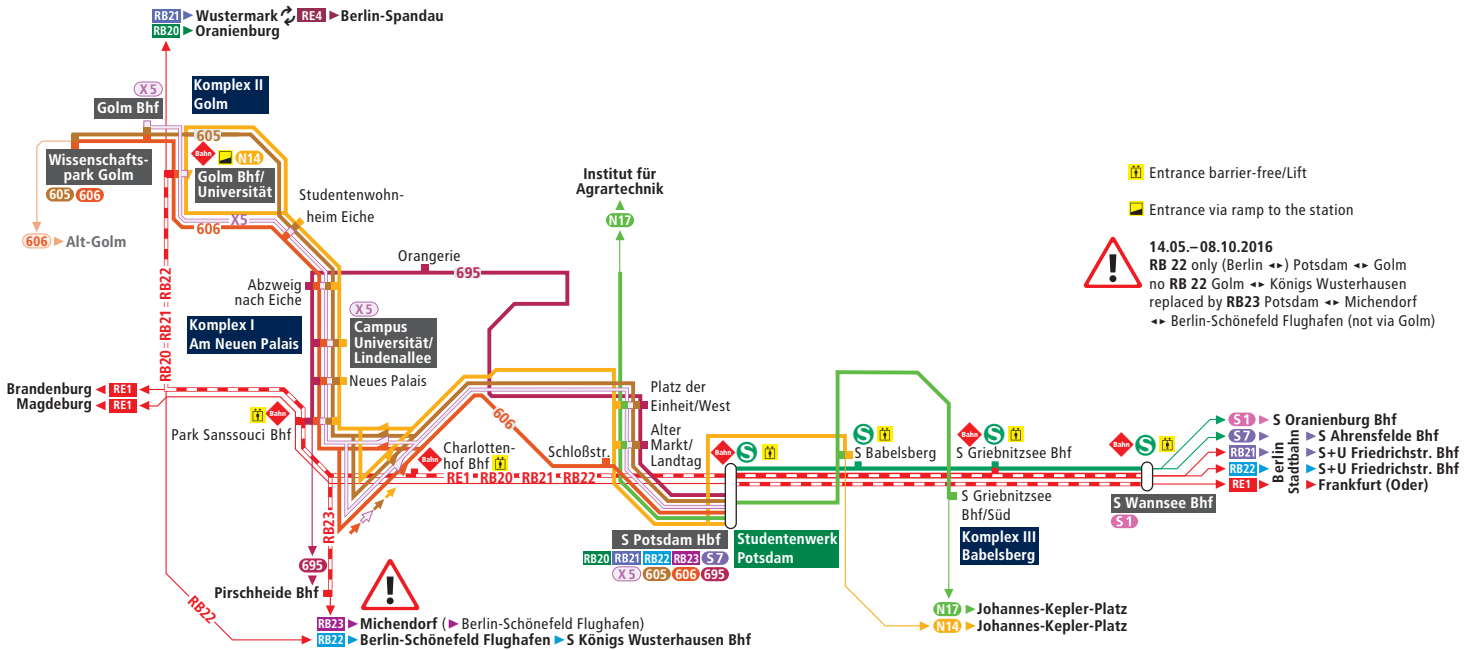 RB21 Wustermark RE4 Berlin-Spandau
RB20 Oranienburg
X5
Golm Bhf
Komplex II
Golm
605
Wissenschafts-
park Golm
605 606
Bahn N14
Golm Bhf/
Universität
X5
606
606 Alt-Golm
Studentenwohn-
heim Eiche
RB20 = RB21 = RB22
Abzweig
nach Eiche
Orangerie
695
X5
Komplex I
Am Neuen Palais
Campus
Universität/
Lindenallee
Neues Palais
Brandenburg RE1
Magdeburg RE1
Bahn
Park Sanssouci Bhf
Institut für
Agrartechnik
N17
Entrance barrier-free/Lift
Entrance via ramp to the station
!
14.05.–08.10.2016
RB 22 only (Berlin ◄►) Potsdam ◄► Golm
no RB 22 Golm ◄► Königs Wusterhausen
replaced by RB23 Potsdam ◄► Michendorf
◄► Berlin-Schönefeld Flughafen (not via Golm)
606
Platz der
Einheit/West
Alter
Markt/
Landtag
Schloßstr.
Bahn
Charlotten-
hof Bhf
RE1 RB20 RB21 RB22
Bahn S
S Potsdam Hbf
RB20 RB21 RB22 RB23 S7
X5 605 606 695
Studentenwerk
Potsdam
S
S Babelsberg
Bahn S
S Griebnitzsee Bhf
S Griebnitzsee
Bhf/Süd
Komplex III
Babelsberg
Bahn S
S Wannsee Bhf
S1
S1 S Oranienburg Bhf
S7 S Ahrensfelde Bhf
RB21 S+U Friedrichstr. Bhf
RB22 S+U Friedrichstr. Bhf
RE1 Frankfurt (Oder)
Berlin
Stadtbahn
RB23
695
Pirschheide Bhf
!
RB22
RB23 Michendorf (► Berlin-Schönefeld Flughafen)
RB22 Berlin-Schönefeld Flughafen ► S Königs Wusterhausen Bhf
N17 Johannes-Kepler-Platz
N14 Johannes-Kepler-Platz